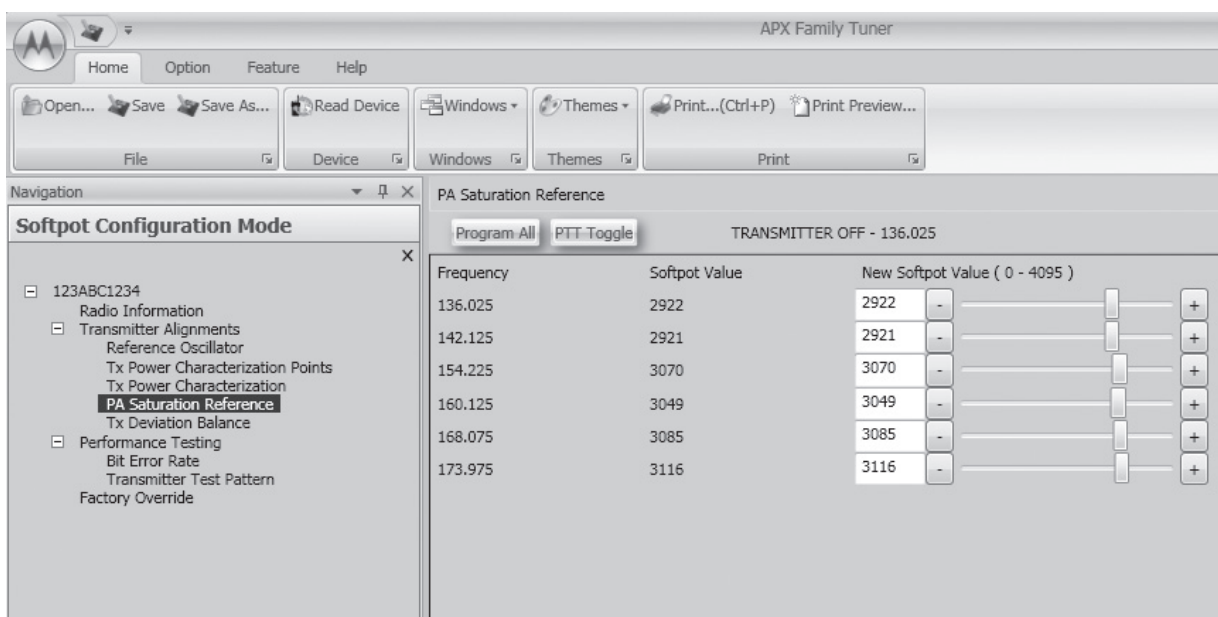 APX Family Tuner
Home Option Feature Help
Open... Save Save As... Read Device Windows Themes Print...(Ctrl+P) Print Preview...
File Device Windows Themes Print
Navigation
Softpot Configuration Mode
123ABC1234
Radio Information
Transmitter Alignments
Reference Oscillator
Tx Power Characterization Points
Tx Power Characterization
PA Saturation Reference
Tx Deviation Balance
Performance Testing
Bit Error Rate
Transmitter Test Pattern
Factory Override
PA Saturation Reference
Program All PTT Toggle TRANSMITTER OFF - 136.025
Frequency Softpot Value New Softpot Value ( 0 - 4095 )
136.025 2922 2922 - +
142.125 2921 2921 - +
154.225 3070 3070 - +
160.125 3049 3049 - +
168.075 3085 3085 - +
173.975 3116 3116 - +